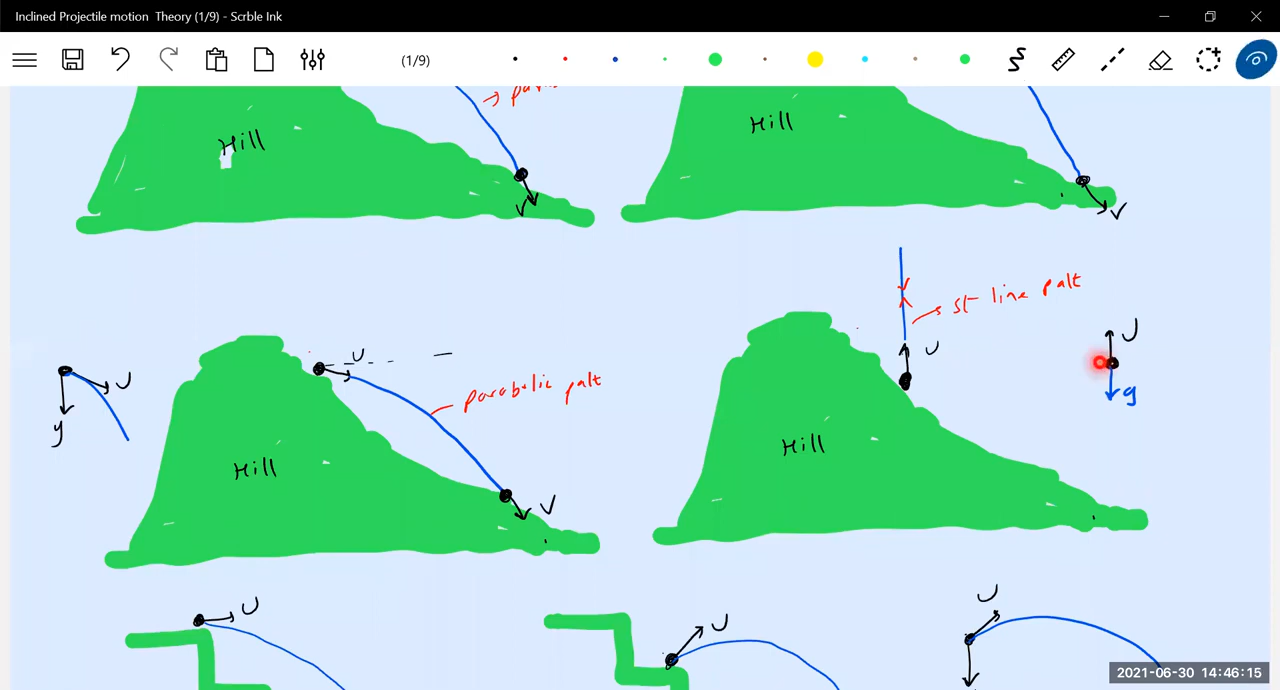 Inclined Projectile motion Theory (1/9) - Scrble Ink
(1/9)
Hill
Hill
V
V
st line palt
U
U
g
U
U
y
parabolic palt
Hill
Hill
V
U
U
U
2021-06-30 14:46:15